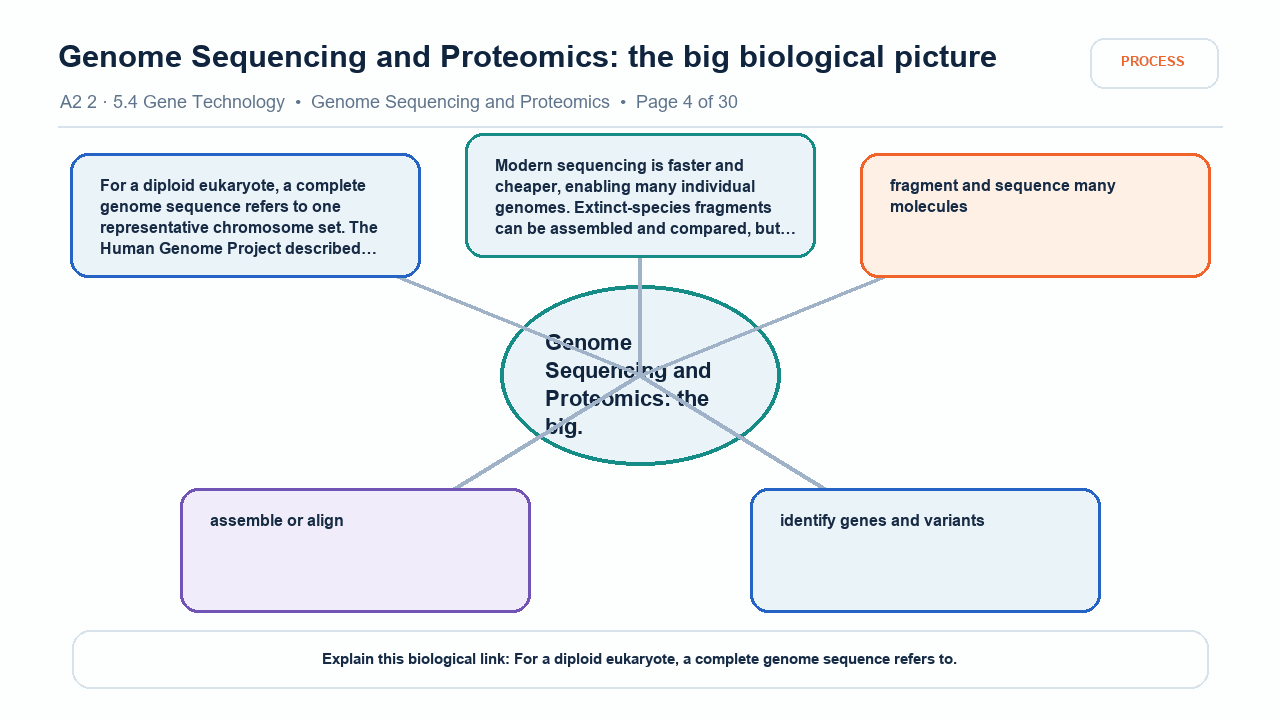 Genome Sequencing and Proteomics: the big biological picture
PROCESS
A2 2 · 5.4 Gene Technology • Genome Sequencing and Proteomics • Page 4 of 30
For a diploid eukaryote, a complete
genome sequence refers to one
representative chromosome set. The
Human Genome Project described…
Modern sequencing is faster and
cheaper, enabling many individual
genomes. Extinct-species fragments
can be assembled and compared, but…
fragment and sequence many
molecules
Genome
Sequencing and
Proteomics: the
big.
assemble or align
identify genes and variants
Explain this biological link: For a diploid eukaryote, a complete genome sequence refers to.